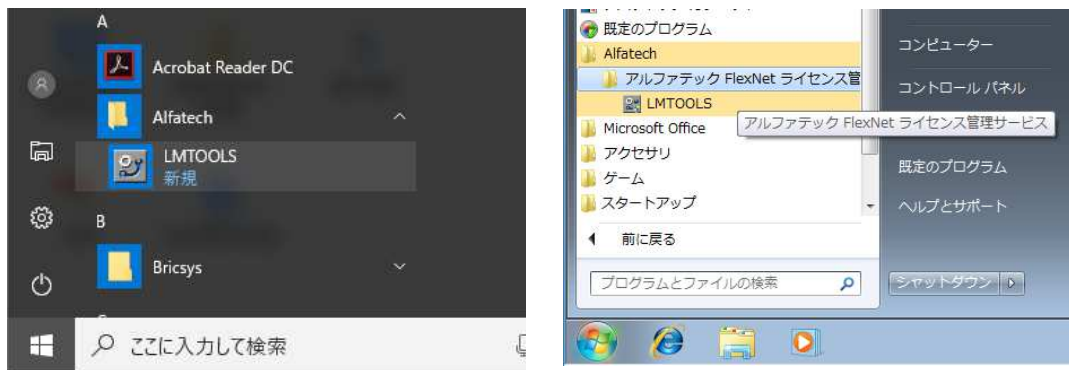 A
Acrobat Reader DC
Alfatech
LMTOOLS
新規
B
Bricsys
ここに入力して検索
既定のプログラム
Alfatech
アルファテック FlexNet ライセンス管
LMTOOLS
Microsoft Office
アクセサリ
ゲーム
スタートアップ
前に戻る
プログラムとファイルの検索
コンピューター
コントロール パネル
アルファテック FlexNet ライセンス管理サービス
既定のプログラム
ヘルプとサポート
シャットダウン